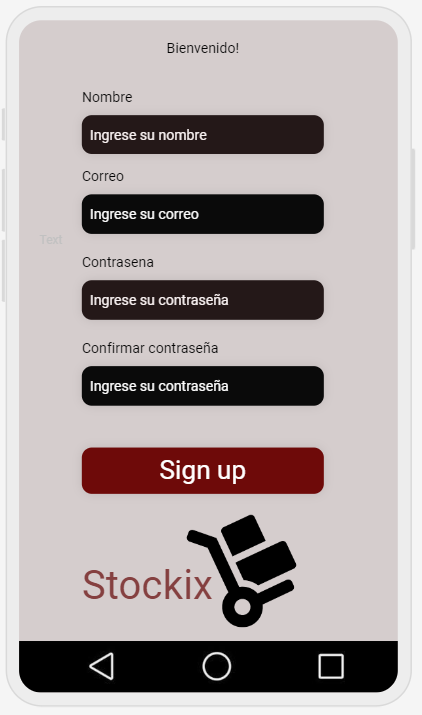 Bienvenido!
Nombre
Ingrese su nombre
Correo
Ingrese su correo
Text
Contrasena
Ingrese su contraseña
Confirmar contraseña
Ingrese su contraseña
Sign up
Stockix